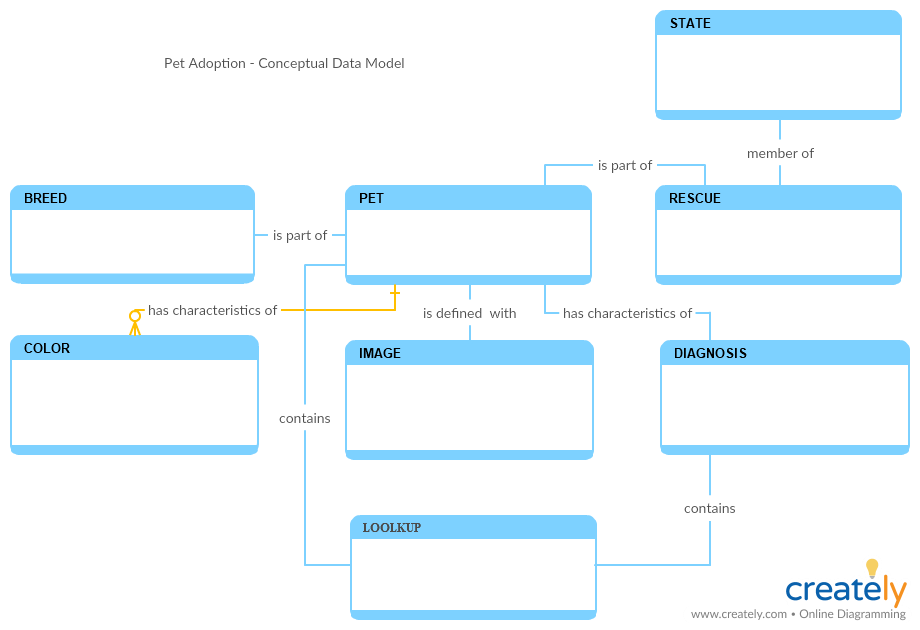 STATE
Pet Adoption - Conceptual Data Model
member of
is part of
BREED
PET
RESCUE
is part of
has characteristics of
is defined with
has characteristics of
COLOR
IMAGE
DIAGNOSIS
contains
contains
LOOLKUP
creately
www.creately.com • Online Diagramming